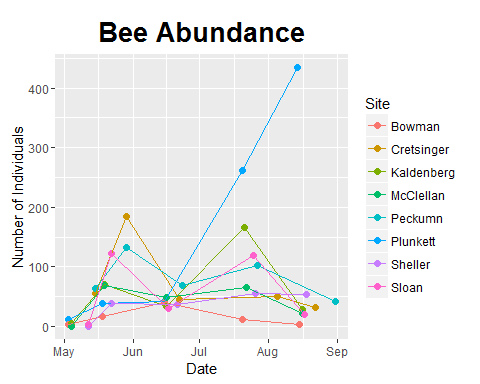 Bee Abundance
Number of Individuals
400
300
200
100
0
May Jun Jul Aug Sep
Date
Site
Bowman
Cretsinger
Kaldenberg
McClellan
Peckumn
Plunkett
Sheller
Sloan